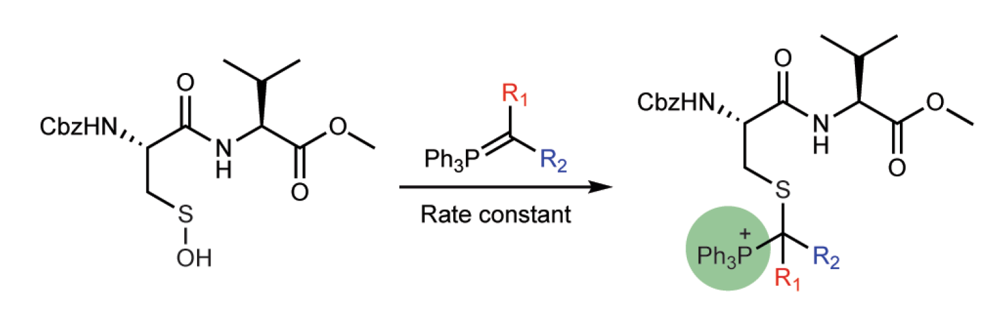 CbzHN
O
N
H
O
O
S
OH
R1
Ph3P
R2
Rate constant
CbzHN
O
N
H
O
O
S
+
Ph3P
R2
R1